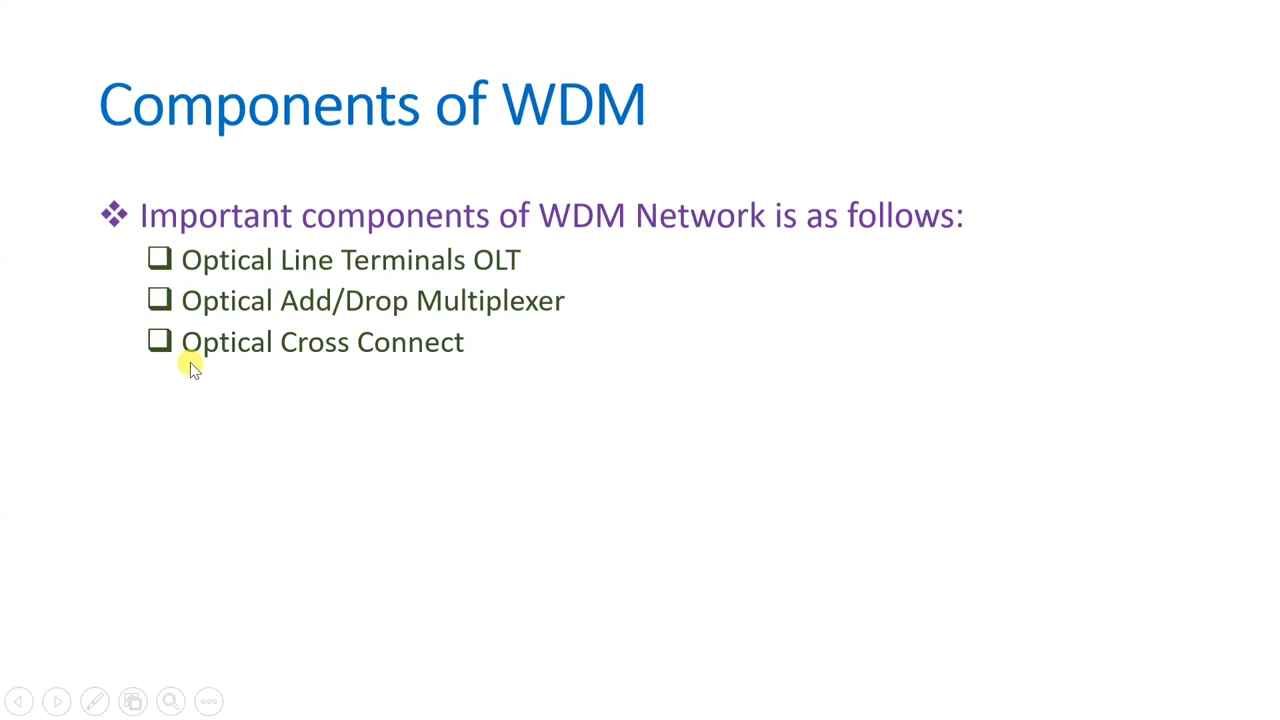 Components of WDM
Important components of WDM Network is as follows:
Optical Line Terminals OLT
Optical Add/Drop Multiplexer
Optical Cross Connect